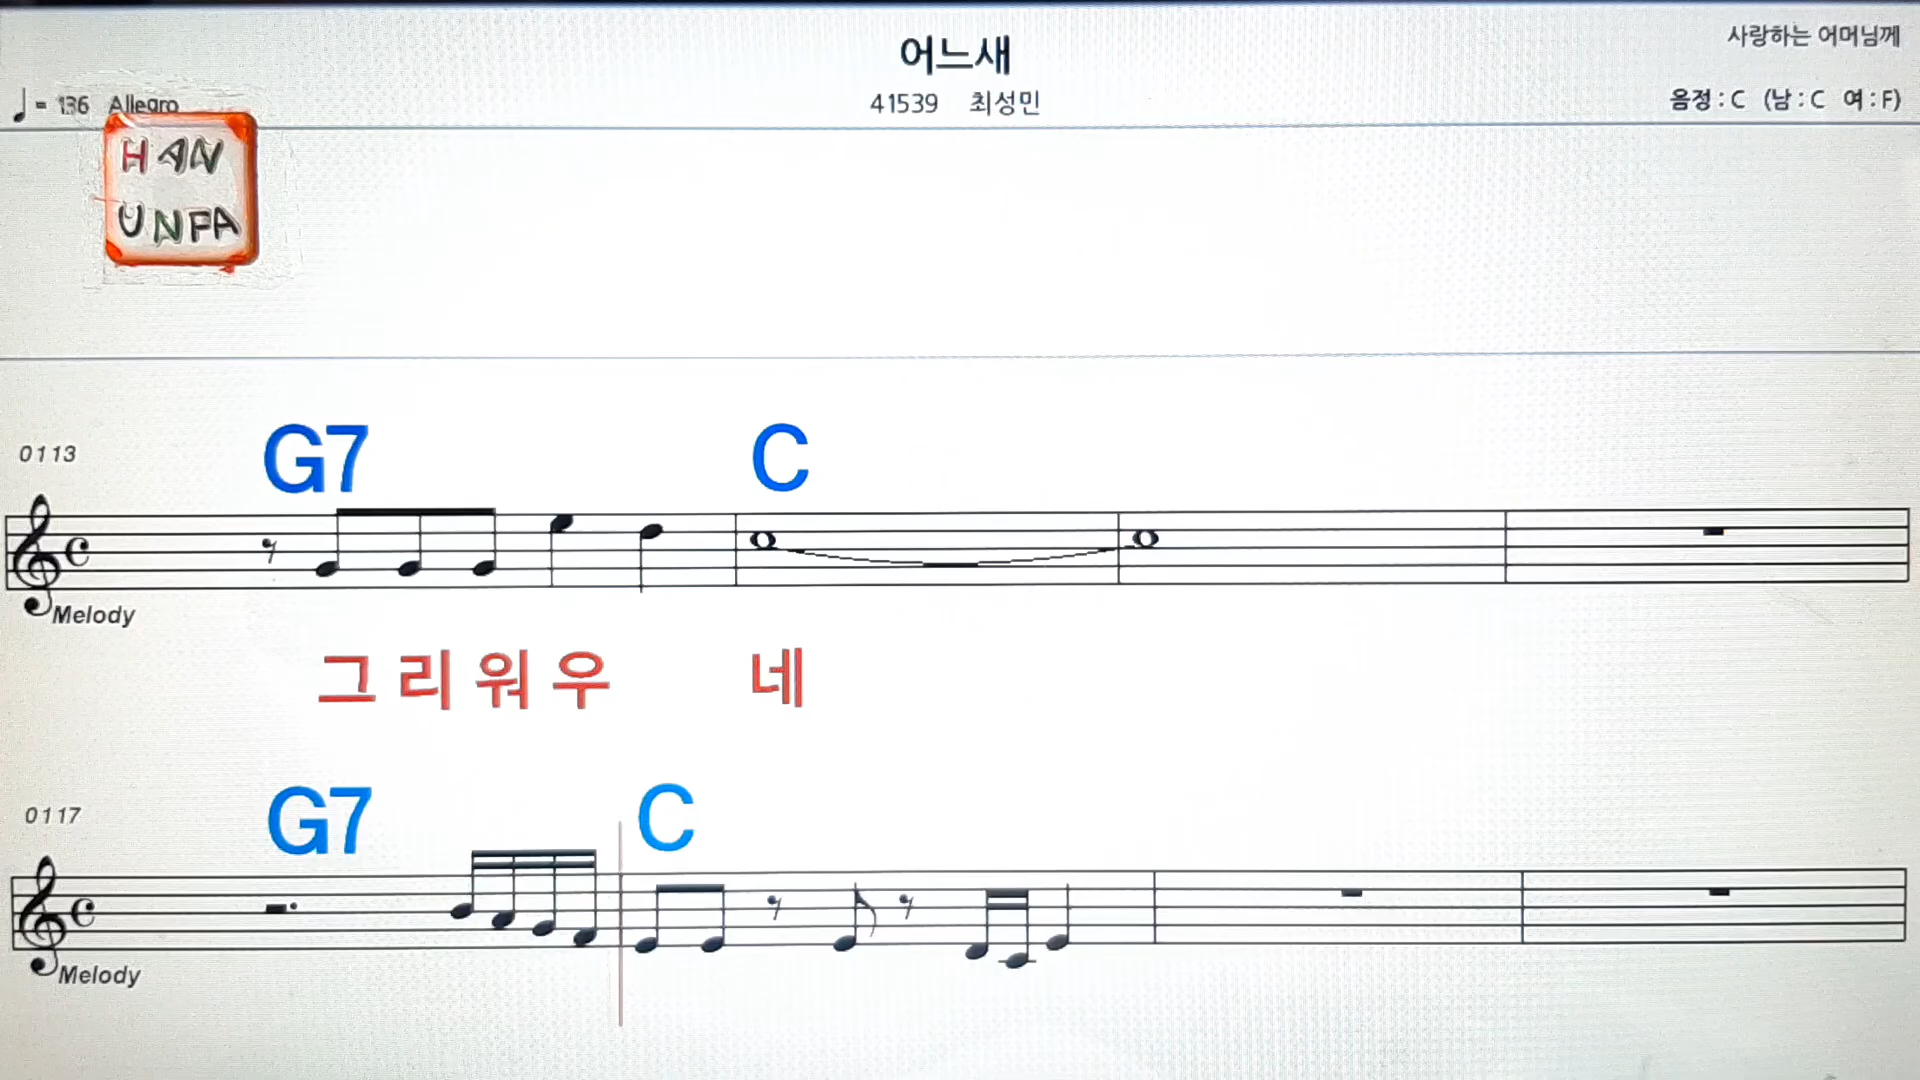 어느새
사랑하는 어머님께
♩ = 136 Allegro
41539 최성민
음정 : C (남 : C 여 : F)
HAN
UNFA
0113
G7 C
Melody
그 리 워 우 네
0117
G7 C
Melody